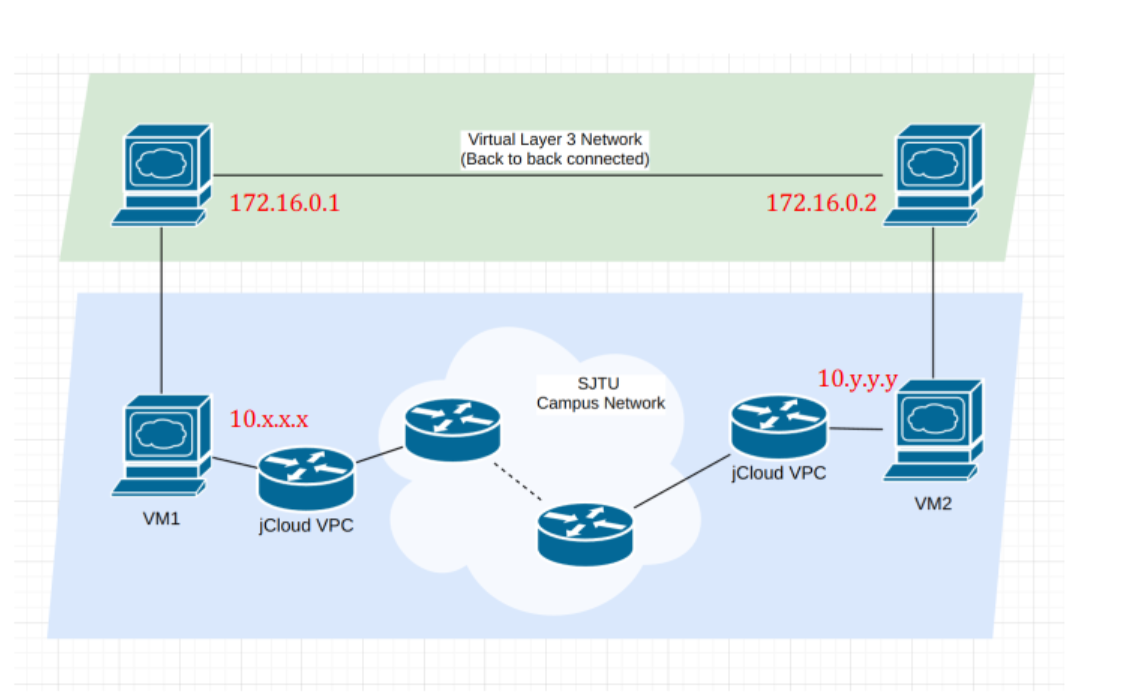 Virtual Layer 3 Network
(Back to back connected)
172.16.0.1
172.16.0.2
SJTU
Campus Network
10.y.y.y
10.x.x.x
jCloud VPC
VM2
VM1
jCloud VPC